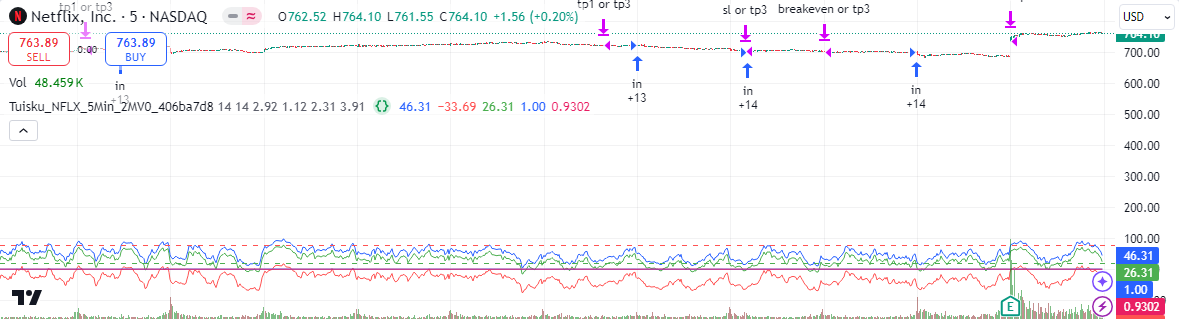 Netflix, Inc. · 5 · NASDAQ
O762.52 H764.10 L761.55 C764.10 +1.56 (+0.20%)
tp1 or tp3
tp1 or tp3
sl or tp3
breakeven or tp3
USD
764.10
763.89
SELL
0.00
763.89
BUY
700.00
Vol 48.459 K
in
+13
in
+13
in
+14
in
+14
600.00
Tuisku_NFLX_5Min_2MV0_406ba7d8 14 14 2.92 1.12 2.31 3.91 {} 46.31 −33.69 26.31 1.00 0.9302
500.00
400.00
300.00
200.00
100.00
46.31
26.31
1.00
0.9302
E